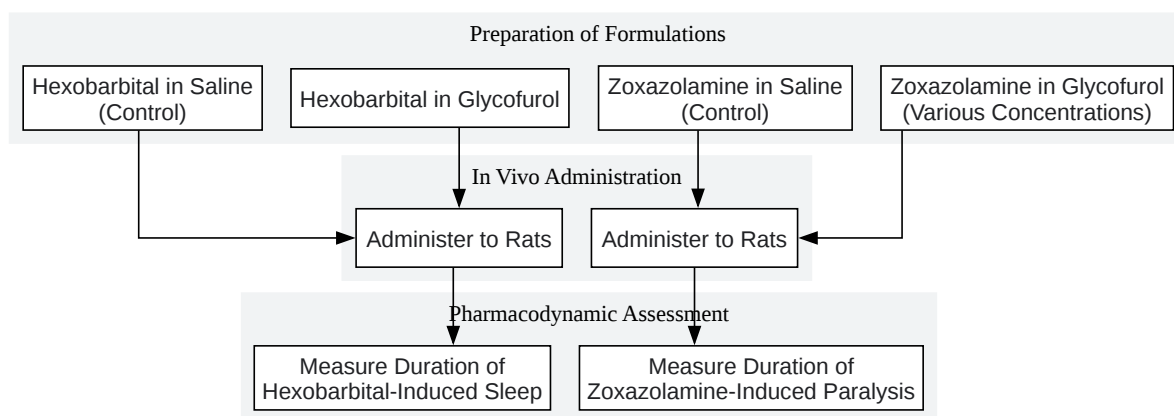 Preparation of Formulations
Hexobarbital in Saline
(Control)
Hexobarbital in Glycofurol
Zoxazolamine in Saline
(Control)
Zoxazolamine in Glycofurol
(Various Concentrations)
In Vivo Administration
Administer to Rats
Administer to Rats
Pharmacodynamic Assessment
Measure Duration of
Hexobarbital-Induced Sleep
Measure Duration of
Zoxazolamine-Induced Paralysis